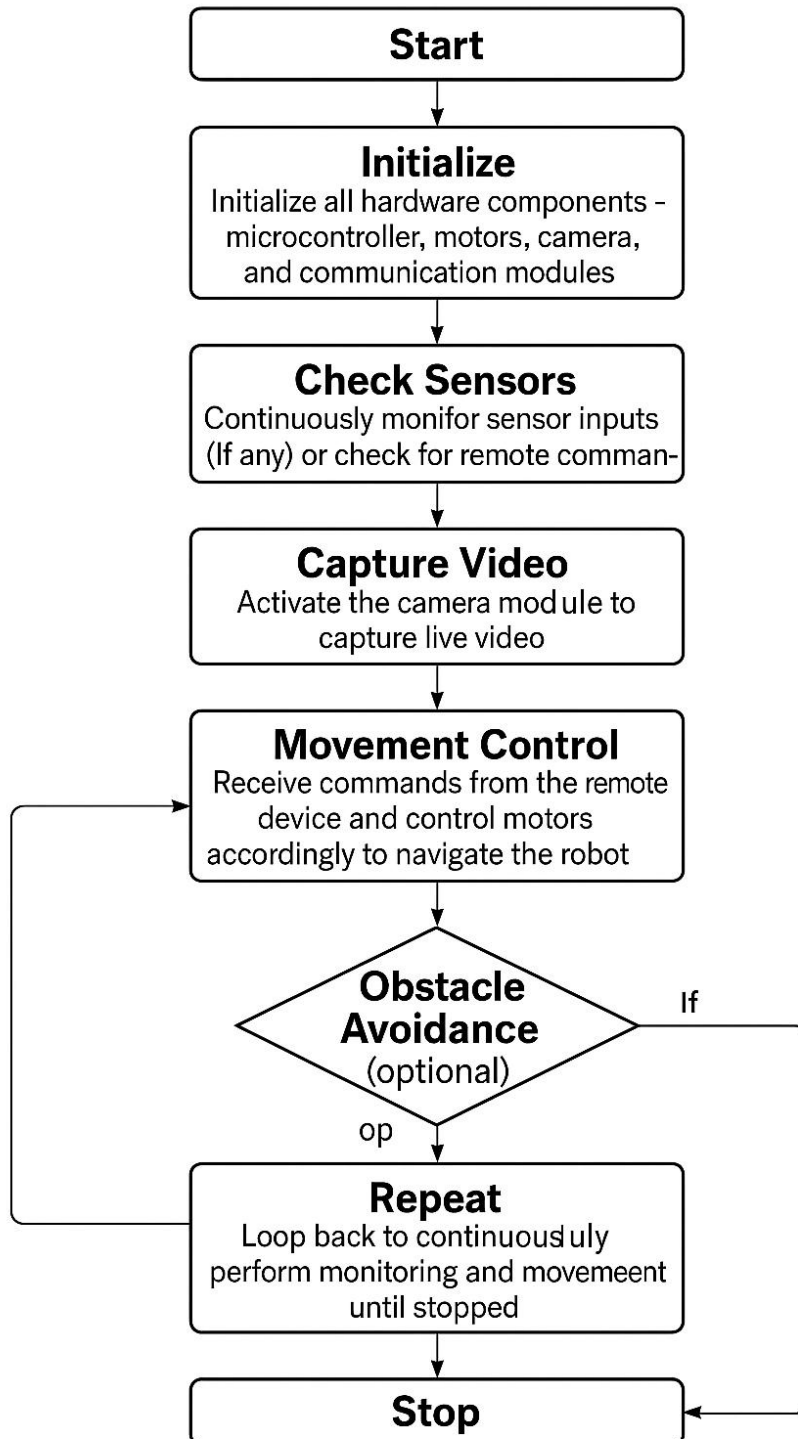 Start
Initialize
Initialize all hardware components -
microcontroller, motors, camera,
and communication modules
Check Sensors
Continuously monifor sensor inputs
(If any) or check for remote comman-
Capture Video
Activate the camera module to
capture live video
Movement Control
Receive commands from the remote
device and control motors
accordingly to navigate the robot
Obstacle
Avoidance
(optional)
If
op
Repeat
Loop back to continuousluly
perform monitoring and movemeent
until stopped
Stop